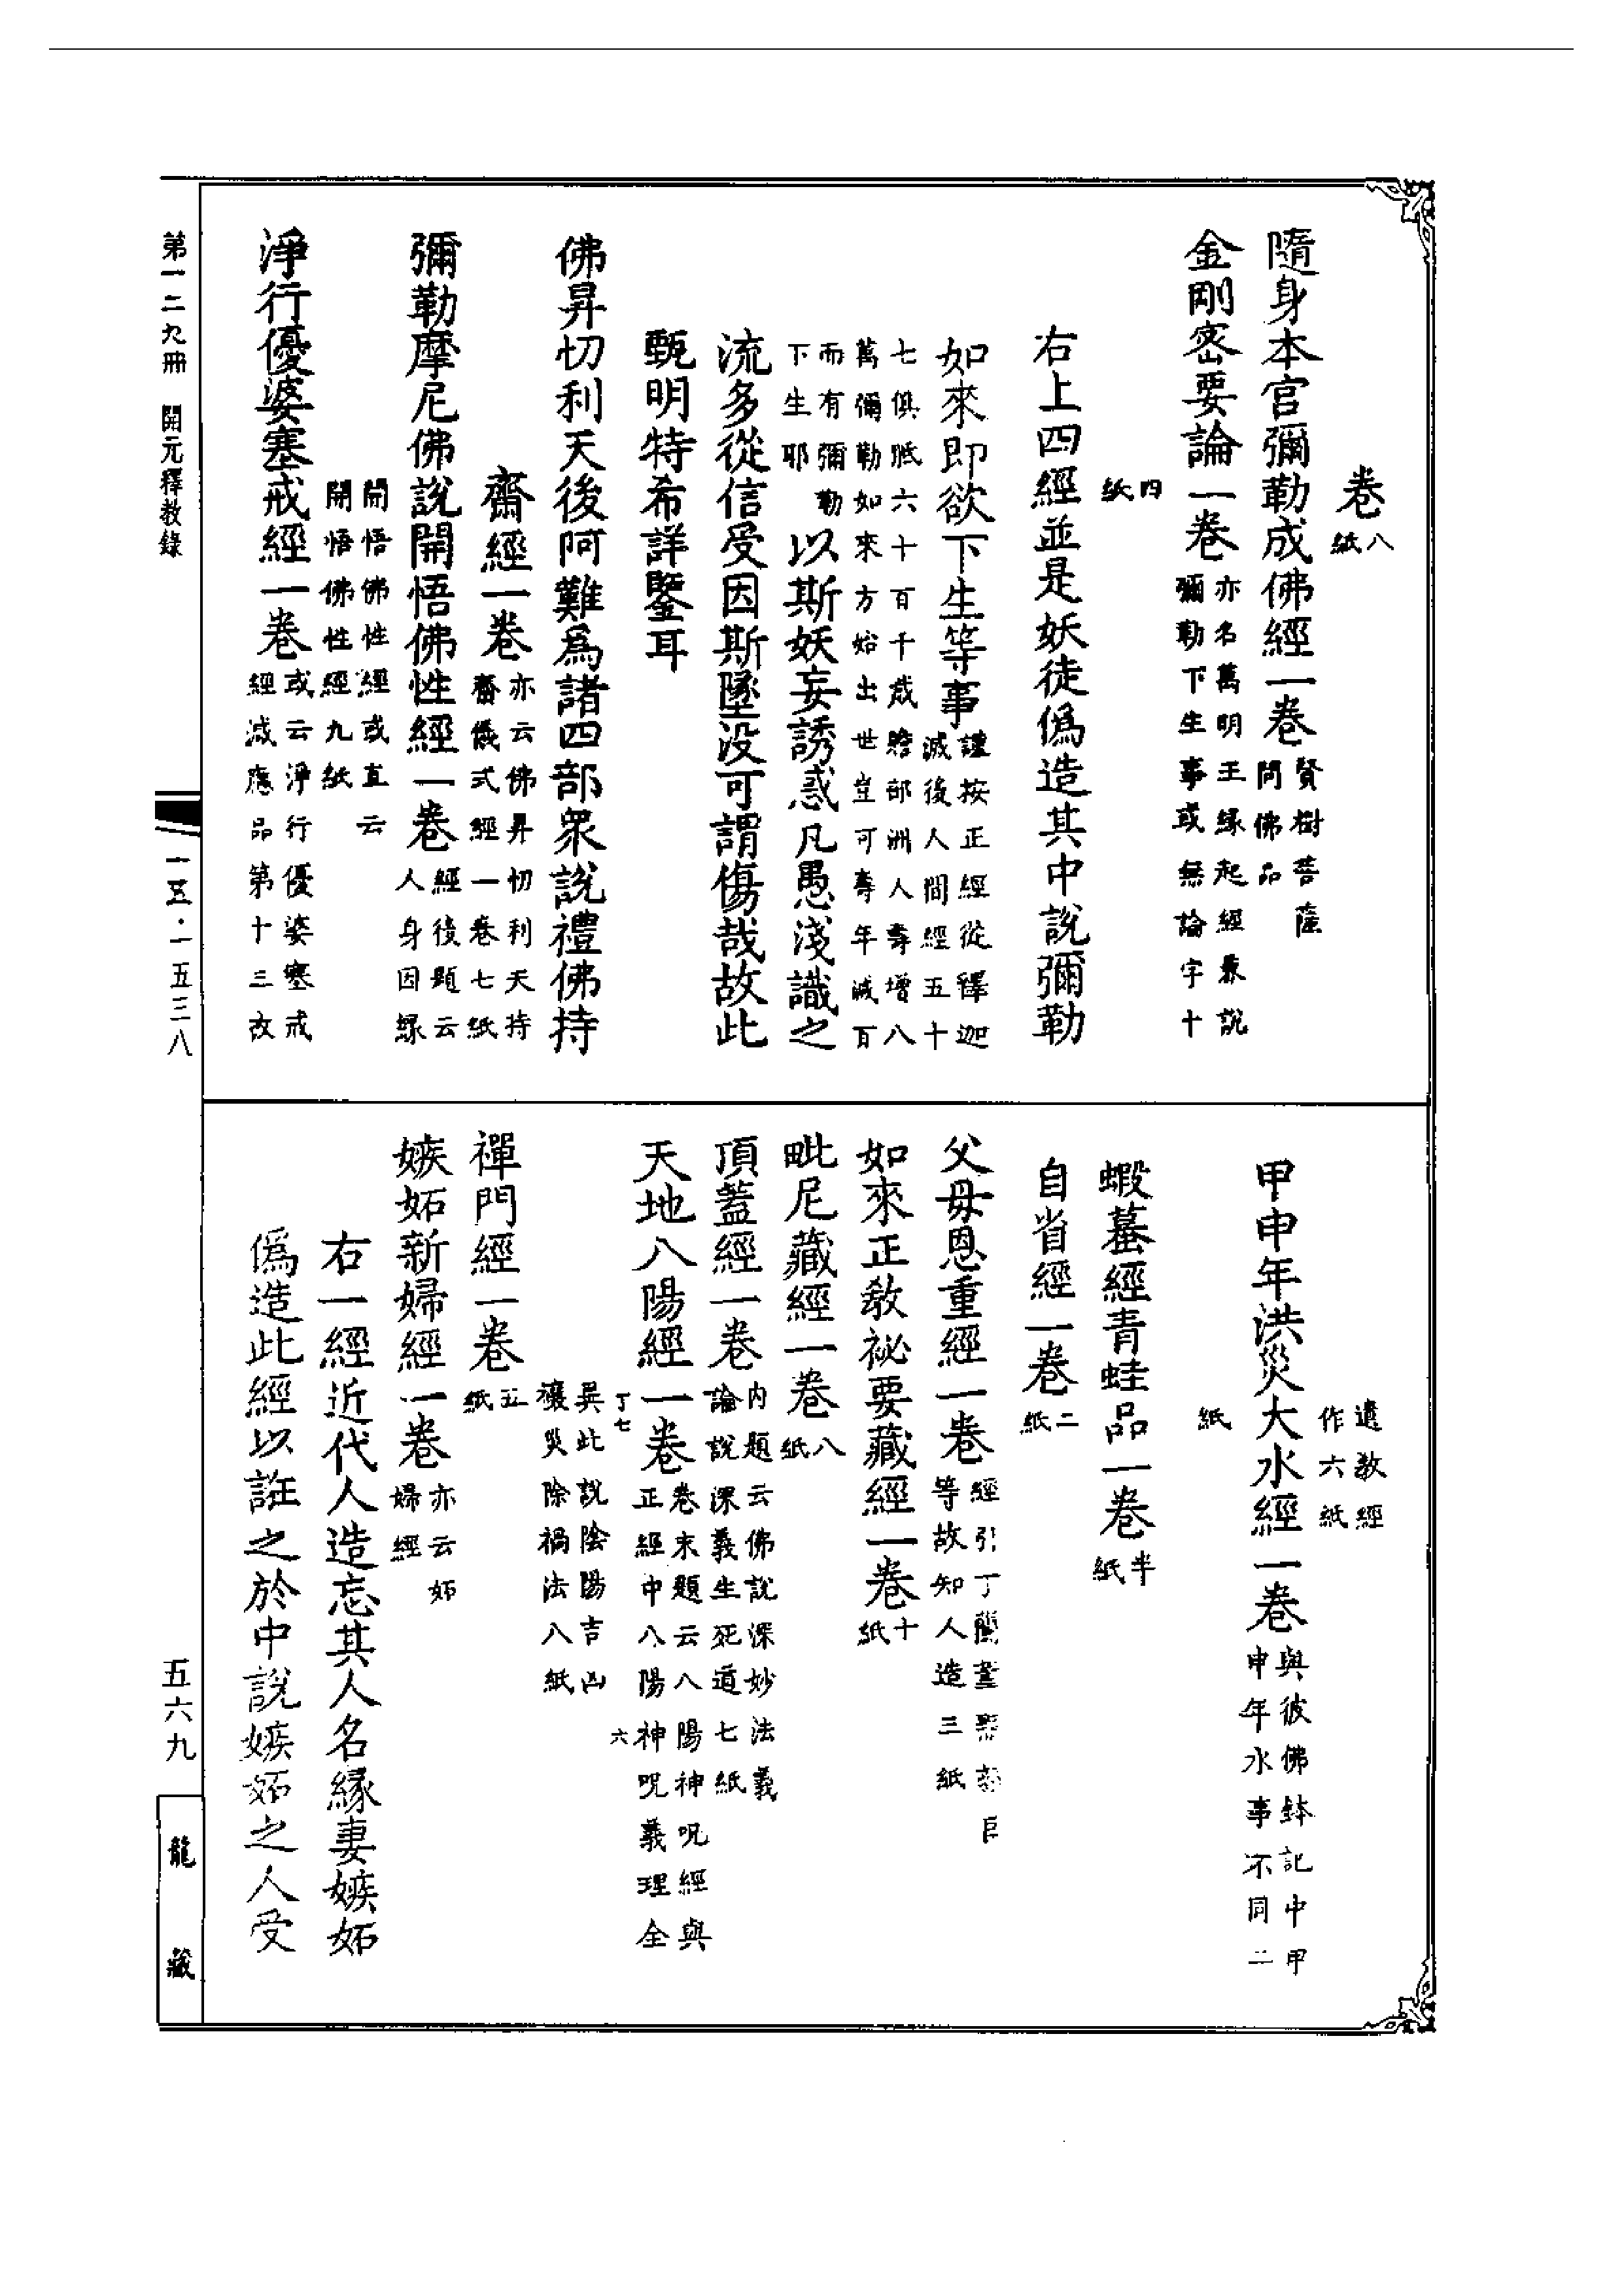 卷八紙
隨身本官彌勒成佛經一卷賢樹菩薩問佛品
金剛密要論一卷亦名萬明王緣起經兼說彌勒下生事或無論字十
四紙
右上四經並是妖徒偽造其中說彌勒
如來即欲下生等事謹按正經從釋迦滅後人間經五十
七俱胝六十百千歲贍部洲人壽增八萬彌勒如來方始出世豈可壽年減百
而有彌勒下生耶以斯妖妄誘惑凡愚淺識之
流多從信受因斯墜没可謂傷哉故此
甄明特希詳鑒耳
佛昇切利天後阿難爲諸四部衆說禮佛持
齋經一卷亦云佛昇切利天持齋儀式經一卷七紙
彌勒摩尼佛說開悟佛性經一卷經後題云人身因緣
開悟佛性經或直云開悟佛性經九紙
淨行優婆塞戒經一卷或云淨行優婆塞戒經滅應品第十三故
遺教經作六紙
甲申年洪災大水經一卷與彼佛鉢記中甲申年水事不同二
紙
蝦蟇經青蛙品一卷半紙
自省經一卷二紙
父母恩重經一卷經引丁蘭董黯郭巨等故知人造三紙
如來正教祕要藏經一卷十紙
毗尼藏經一卷八紙
頂蓋經一卷內題云佛說深妙法義論說深義生死道七紙
天地八陽經一卷卷末題云八陽神呪經與正經中八陽神呪義理全
丁七 六
異此說陰陽吉凶禳災除禍法八紙
禪門經一卷五紙
嫉妬新婦經一卷亦云妬婦經
右一經近代人造忘其人名緣妻嫉妬
偽造此經以誑之於中說嫉妬之人受
第一二九冊 開元釋教錄
一五·一五三八
五六九
龍藏